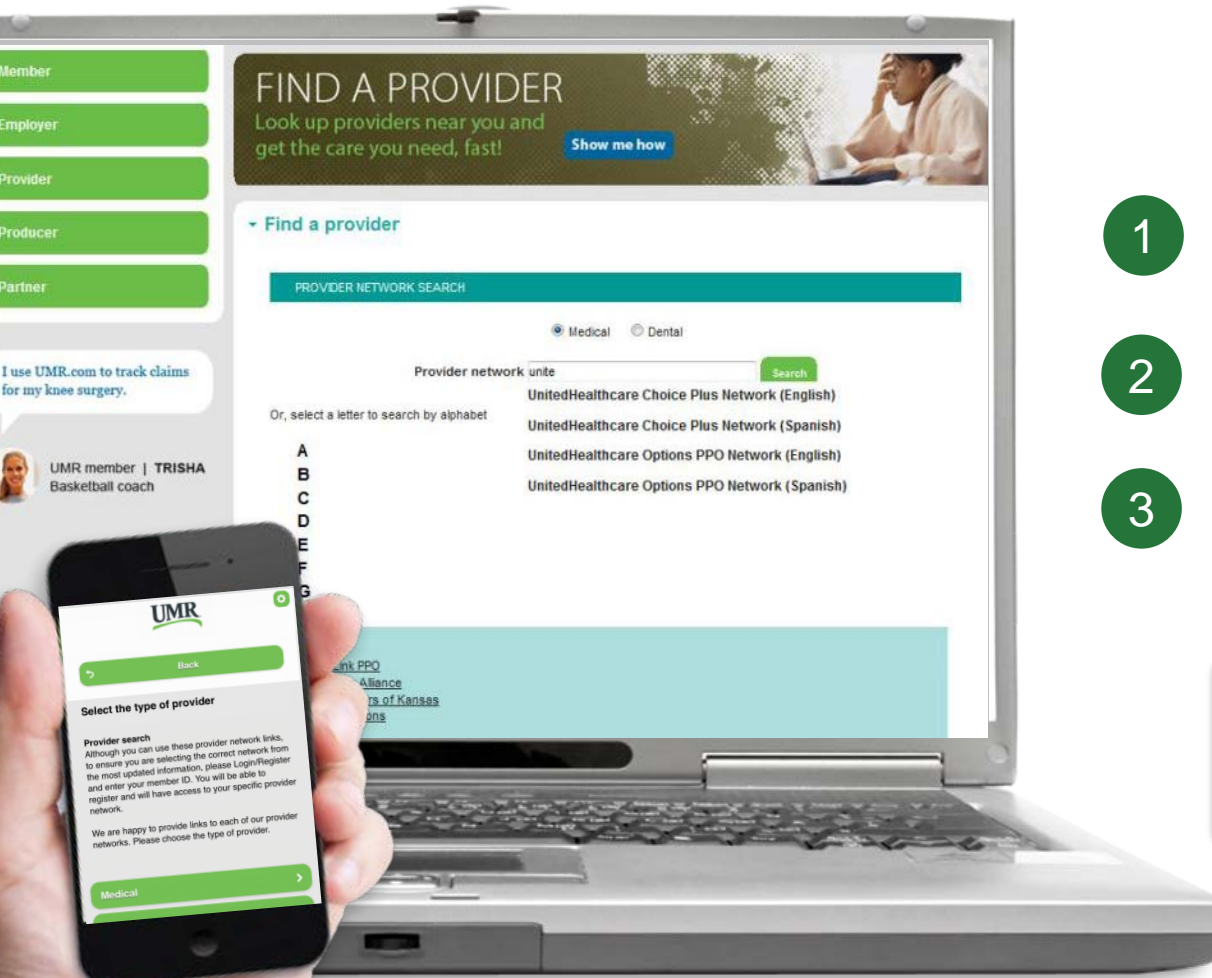 Member
Employer
Provider
Producer
Partner
I use UMR.com to track claims
for my knee surgery.
UMR member | TRISHA
Basketball coach
FIND A PROVIDER
Look up providers near you and
get the care you need, fast!
Show me how
Find a provider
PROVIDER NETWORK SEARCH
Medical Dental
Provider network unite Search
UnitedHealthcare Choice Plus Network (English)
UnitedHealthcare Choice Plus Network (Spanish)
UnitedHealthcare Options PPO Network (English)
UnitedHealthcare Options PPO Network (Spanish)
Or, select a letter to search by alphabet
A
B
C
D
E
F
G
Link PPO
Alliance
rs of Kansas
ons
UMR
Back
Select the type of provider
Provider search
Although you can use these provider network links,
to ensure you are selecting the correct network from
the most updated information, please Login/Register
and enter your member ID. You will be able to
register and will have access to your specific provider
network.
We are happy to provide links to each of our provider
networks. Please choose the type of provider.
Medical
1
2
3